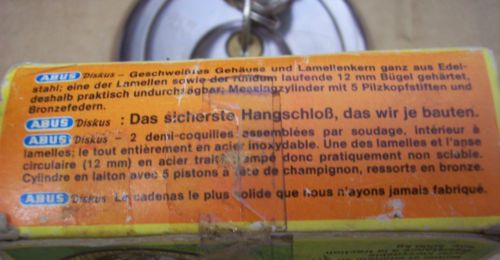 ABUS Diskus – Geschweißtes Gehäuse und Lamellenkern ganz aus Edel-
stahl; eine der Lamellen sowie der rundum laufende 12 mm Bügel gehärtet,
deshalb praktisch undurchsägbar; Messingzylinder mit 5 Pilzkopfstiften und
Bronzefedern.
ABUS Diskus : Das sicherste Hangschloß, das wir je bauten.
ABUS Diskus – 2 demi-coquilles assemblées par soudage, intérieur à
lamelles; le tout entièrement en acier inoxydable. Une des lamelles et l'anse
circulaire (12 mm) en acier traité trempé donc pratiquement non sciable.
Cylindre en laiton avec 5 pistons à tête de champignon, ressorts en bronze.
ABUS Diskus Le cadenas le plus solide que nous n'ayons jamais fabriqué.